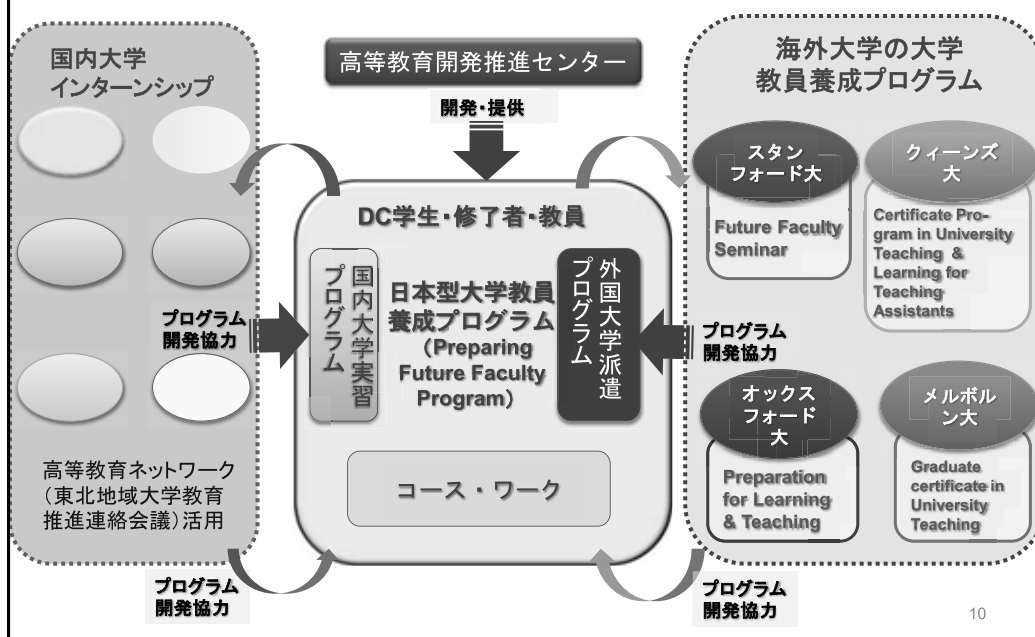 国内大学
インターンシップ
高等教育ネットワーク
（東北地域大学教育
推進連絡会議）活用
高等教育開発推進センター
開発・提供
DC学生・修了者・教員
国内大学実習
プログラム
日本型大学教員
養成プログラム
（Preparing
Future Faculty
Program）
外国大学派遣
プログラム
コース・ワーク
プログラム
開発協力
プログラム
開発協力
プログラム
開発協力
プログラム
開発協力
海外大学の大学
教員養成プログラム
スタン
フォード大
Future Faculty
Seminar
クィーンズ
大
Certificate Pro-
gram in University
Teaching &
Learning for
Teaching
Assistants
オックス
フォード
大
Preparation
for Learning
& Teaching
メルボル
ン大
Graduate
certificate in
University
Teaching
10